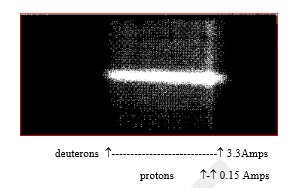 deuterons ↑----------------------------↑ 3.3Amps
protons ↑-↑ 0.15 Amps